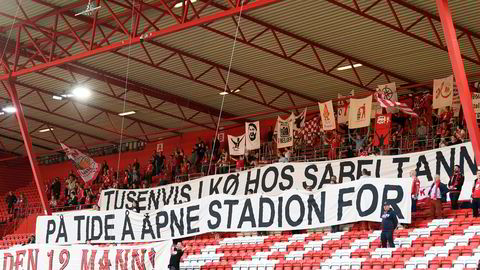 TUSENVIS I KØ HOS SABELTANN
PÅ TIDE Å ÅPNE STADION FOR
DEN 12. MANN!